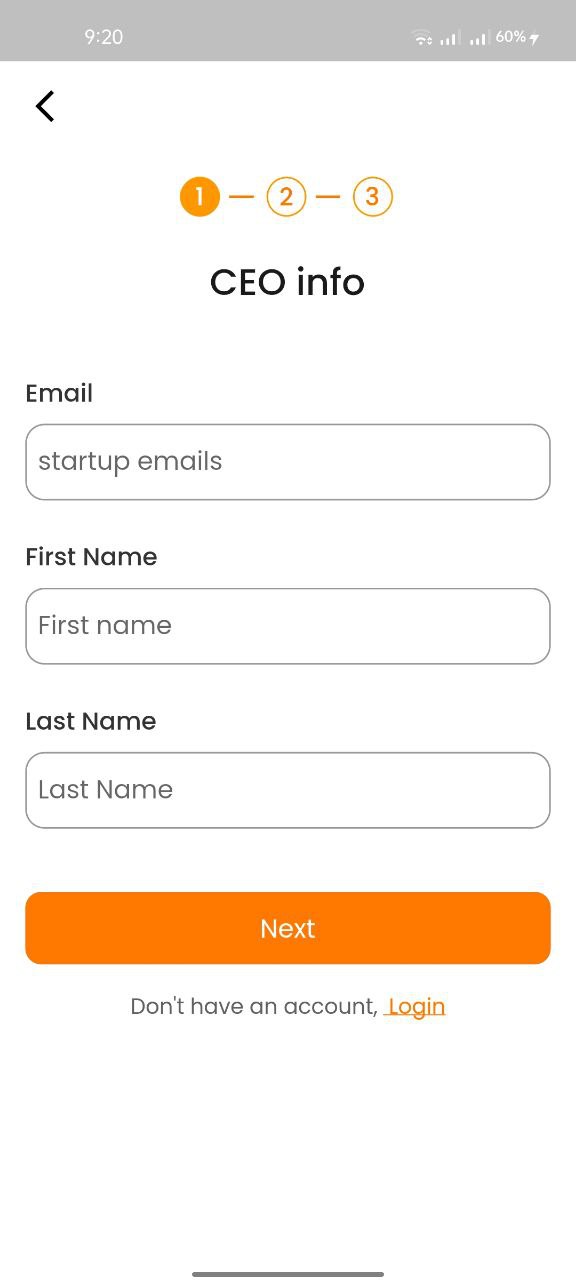 9:20 60%
1 — 2 — 3
CEO info
Email
startup emails
First Name
First name
Last Name
Last Name
Next
Don't have an account, Login